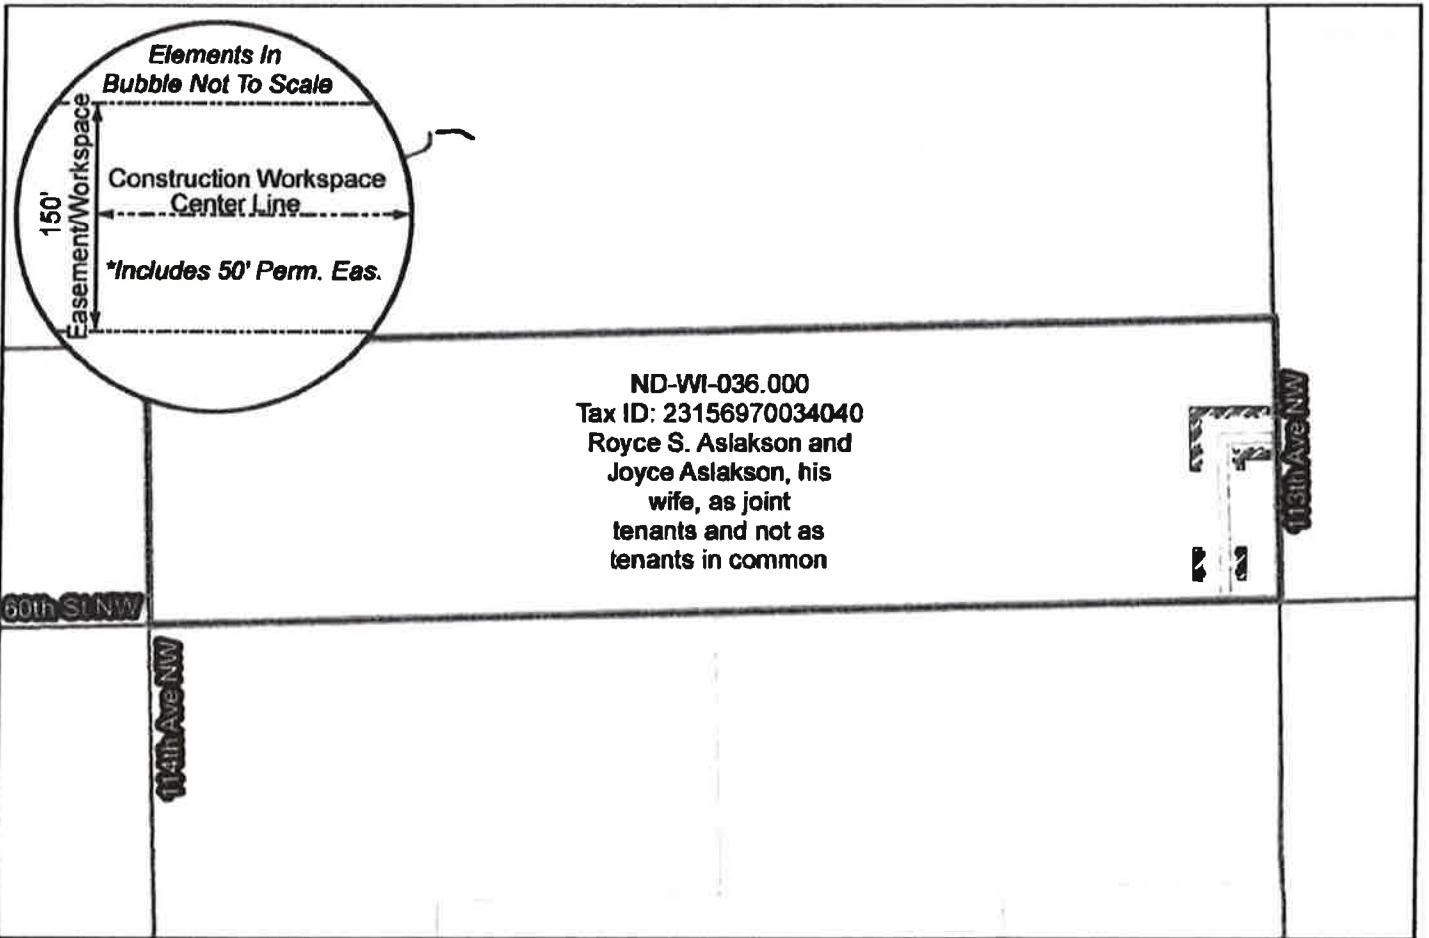 Elements In
Bubble Not To Scale
150'
Easement/Workspace
Construction Workspace
Center Line
*Includes 50' Perm. Eas.
ND-WI-036.000
Tax ID: 23156970034040
Royce S. Aslakson and
Joyce Aslakson, his
wife, as joint
tenants and not as
tenants in common
113th Ave NW
60th St NW
114th Ave NW